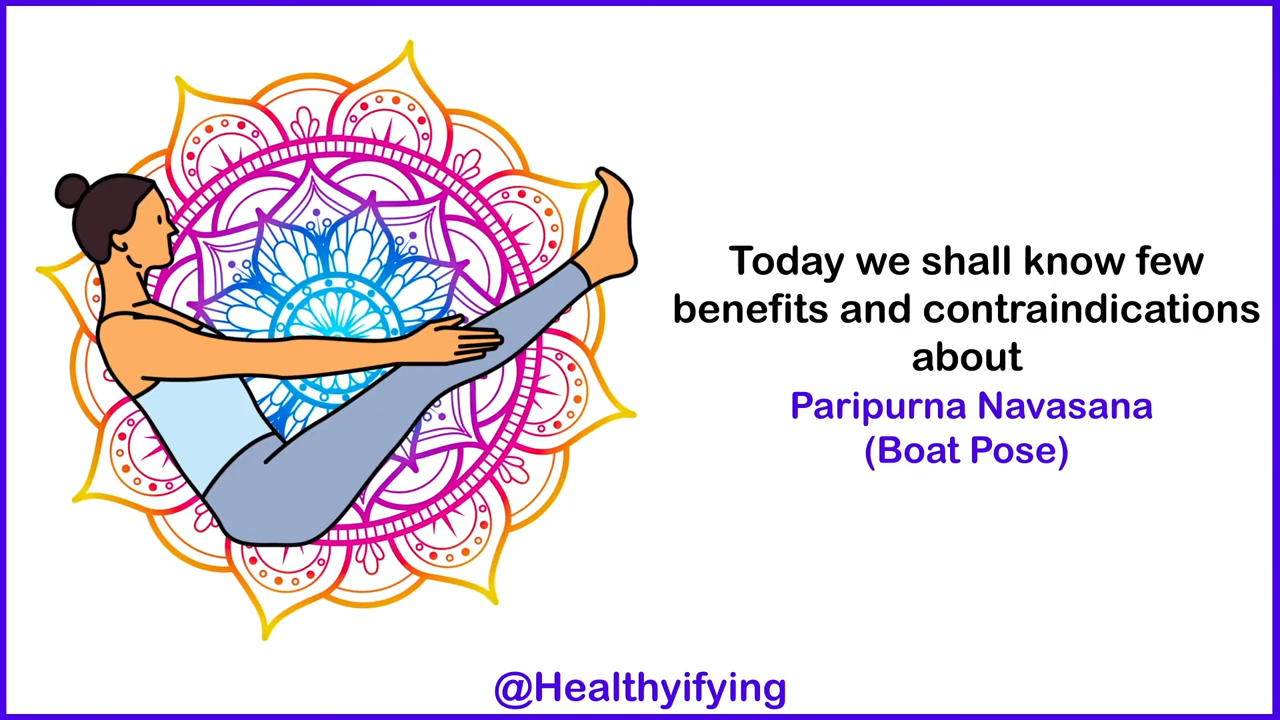 Today we shall know few
benefits and contraindications
about
Paripurna Navasana
(Boat Pose)
@Healthyifying